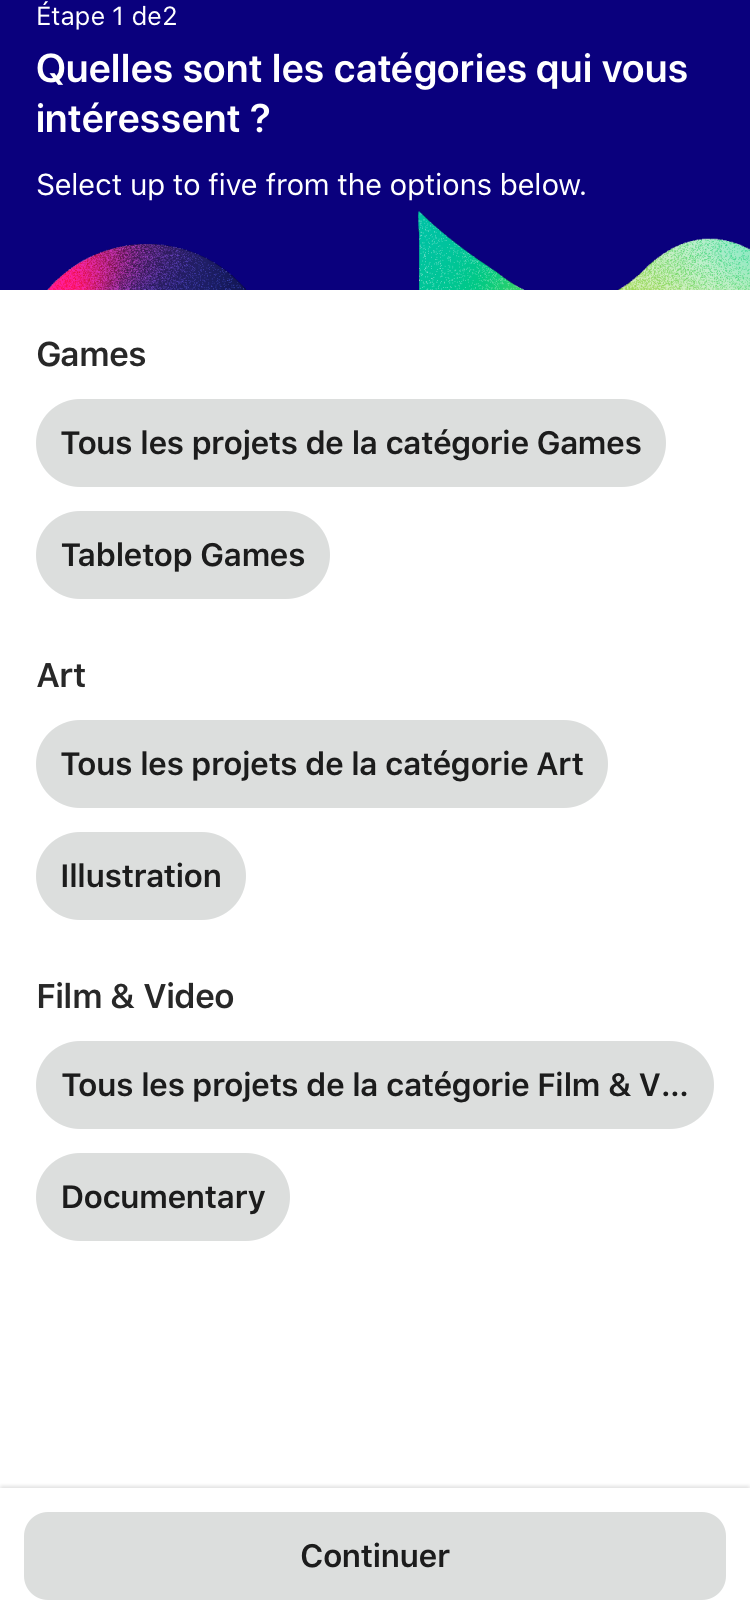 Étape 1 de2
Quelles sont les catégories qui vous
intéressent ?
Select up to five from the options below.
Games
Tous les projets de la catégorie Games
Tabletop Games
Art
Tous les projets de la catégorie Art
Illustration
Film & Video
Tous les projets de la catégorie Film & V...
Documentary
Continuer